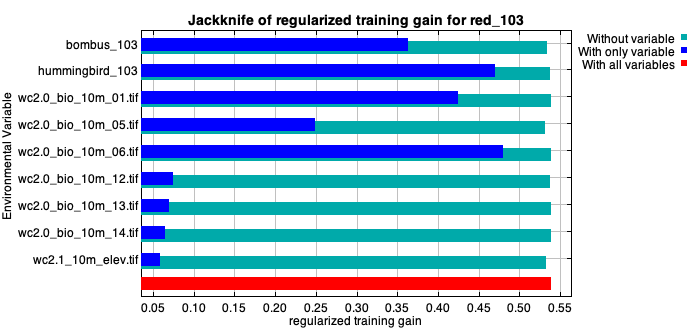 Jackknife of regularized training gain for red_103
Without variable
With only variable
With all variables
Environmental Variable
bombus_103
hummingbird_103
wc2.0_bio_10m_01.tif
wc2.0_bio_10m_05.tif
wc2.0_bio_10m_06.tif
wc2.0_bio_10m_12.tif
wc2.0_bio_10m_13.tif
wc2.0_bio_10m_14.tif
wc2.1_10m_elev.tif
0.05 0.10 0.15 0.20 0.25 0.30 0.35 0.40 0.45 0.50 0.55
regularized training gain